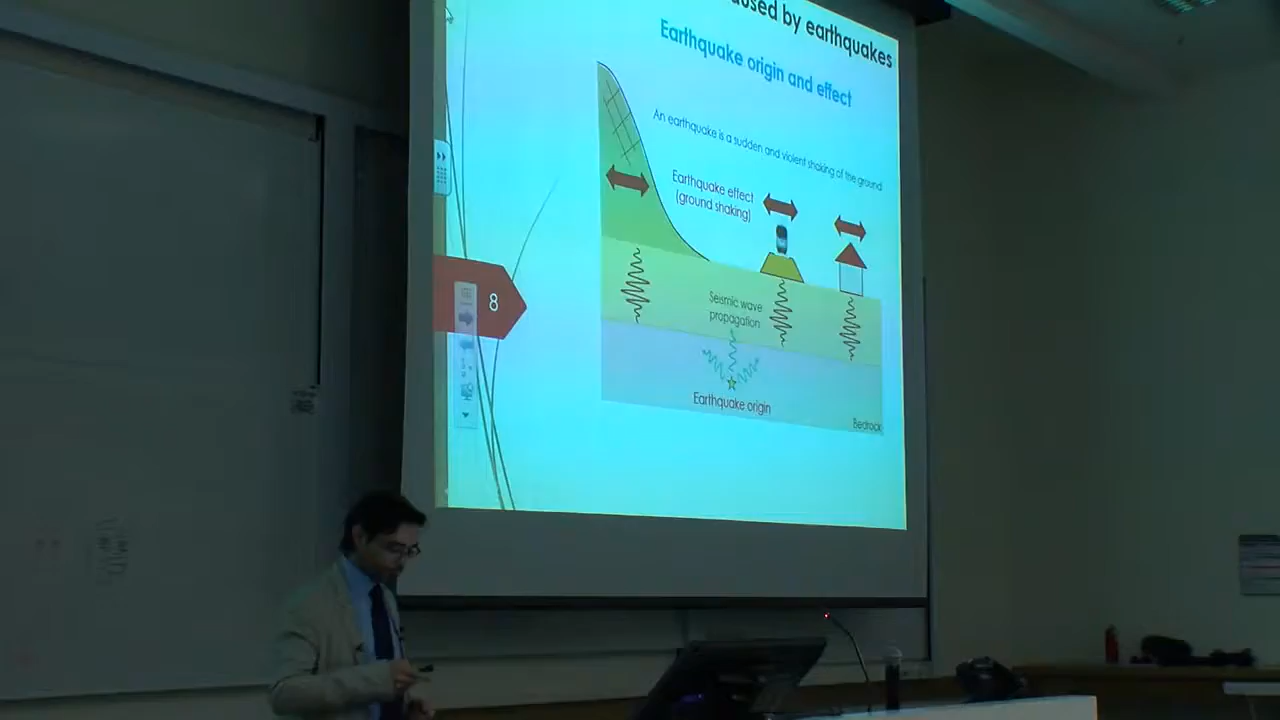 caused by earthquakes
Earthquake origin and effect
An earthquake is a sudden and violent shaking of the ground
Earthquake effect
(ground shaking)
8
Seismic wave
propagation
Earthquake origin
Bedrock